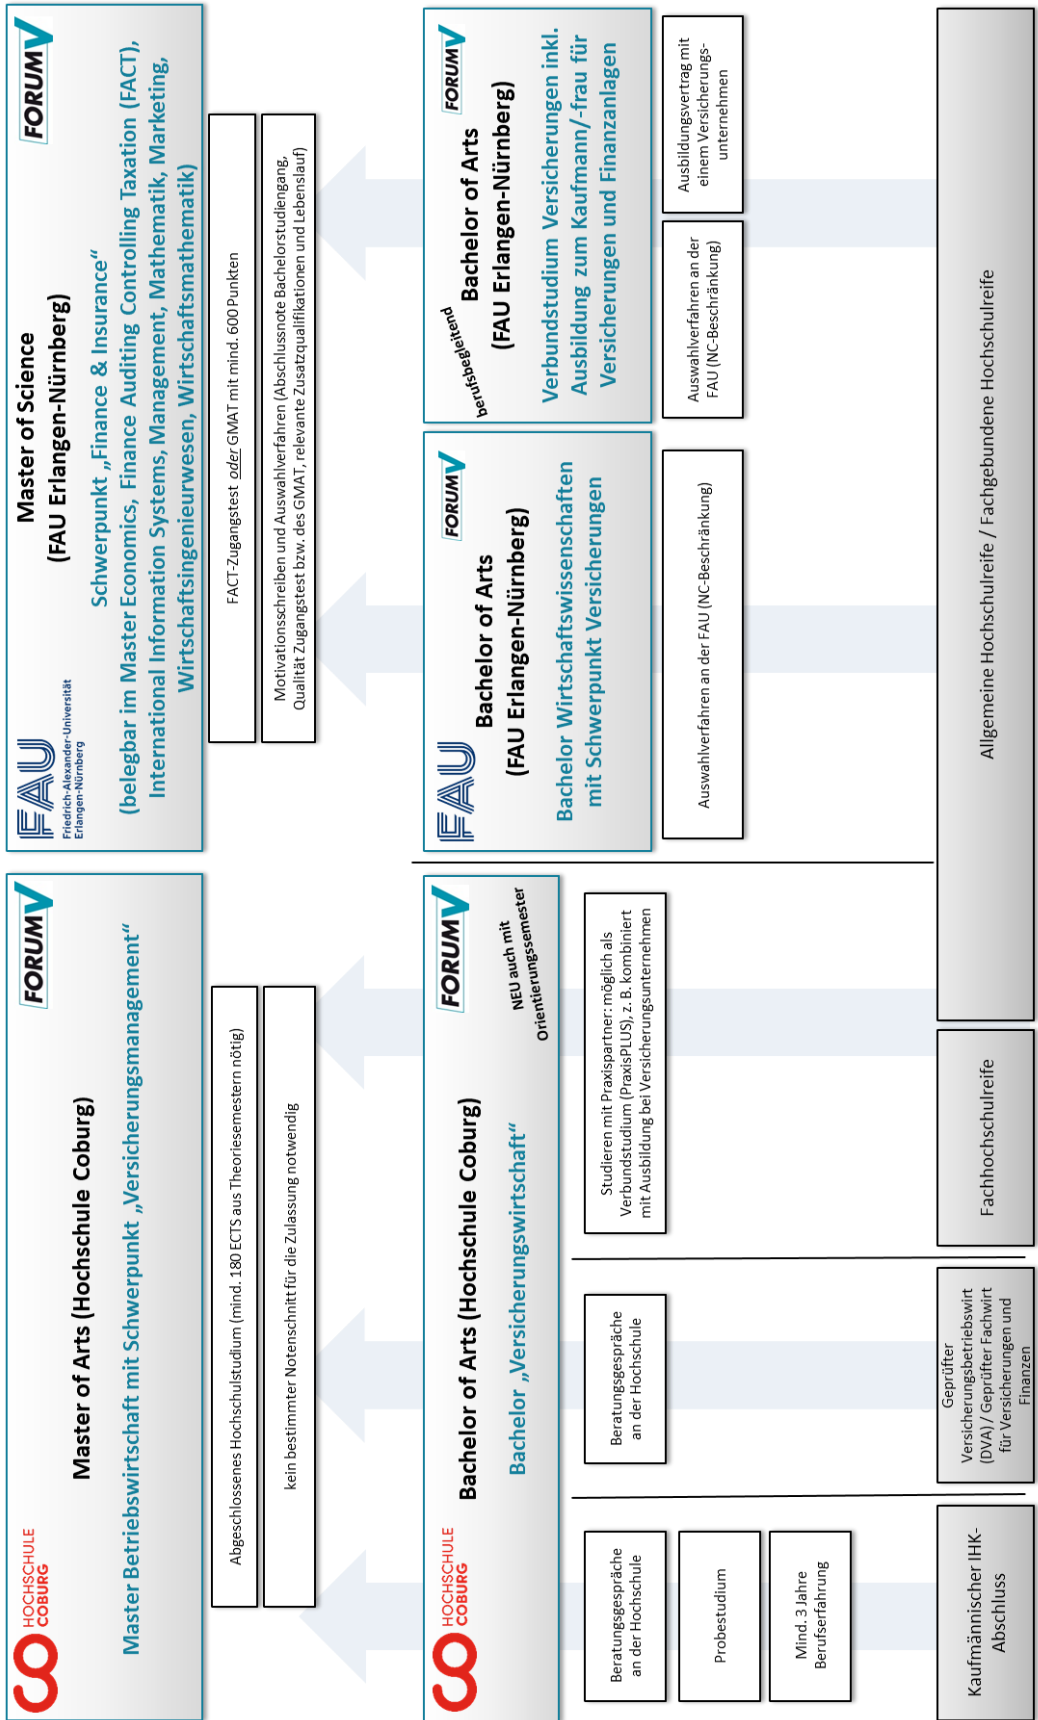 HOCHSCHULE
COBURG
FORUM V
Master of Arts (Hochschule Coburg)
Master Betriebswirtschaft mit Schwerpunkt „Versicherungsmanagement“
Abgeschlossenes Hochschulstudium (mind. 180 ECTS aus Theoriesemestern nötig)
kein bestimmter Notenschnitt für die Zulassung notwendig
FAU
Friedrich-Alexander-Universität
Erlangen-Nürnberg
FORUM V
Master of Science
(FAU Erlangen-Nürnberg)
Schwerpunkt „Finance & Insurance“
(belegbar im Master Economics, Finance Auditing Controlling Taxation (FACT),
International Information Systems, Management, Mathematik, Marketing,
Wirtschaftsingenieurwesen, Wirtschaftsmathematik)
FACT-Zugangstest oder GMAT mit mind. 600 Punkten
Motivationsschreiben und Auswahlverfahren (Abschlussnote Bachelorstudiengang,
Qualität Zugangstest bzw. des GMAT, relevante Zusatzqualifikationen und Lebenslauf)
HOCHSCHULE
COBURG
FORUM V
Bachelor of Arts (Hochschule Coburg)
Bachelor „Versicherungswirtschaft“
NEU auch mit
Orientierungssemester
Beratungsgespräche
an der Hochschule
Probestudium
Mind. 3 Jahre
Berufserfahrung
Beratungsgespräche
an der Hochschule
Studieren mit Praxispartner: möglich als
Verbundstudium (PraxisPLUS), z. B. kombiniert
mit Ausbildung bei Versicherungsunternehmen
FAU
FORUM V
Bachelor of Arts
(FAU Erlangen-Nürnberg)
Bachelor Wirtschaftswissenschaften
mit Schwerpunkt Versicherungen
Auswahlverfahren an der FAU (NC-Beschränkung)
berufsbegleitend
FORUM V
Bachelor of Arts
(FAU Erlangen-Nürnberg)
Verbundstudium Versicherungen inkl.
Ausbildung zum Kaufmann/-frau für
Versicherungen und Finanzanlagen
Auswahlverfahren an der
FAU (NC-Beschränkung)
Ausbildungsvertrag mit
einem Versicherungs-
unternehmen
Kaufmännischer IHK-
Abschluss
Geprüfter
Versicherungsbetriebswirt
(DVA) / Geprüfter Fachwirt
für Versicherungen und
Finanzen
Fachhochschulreife
Allgemeine Hochschulreife / Fachgebundene Hochschulreife